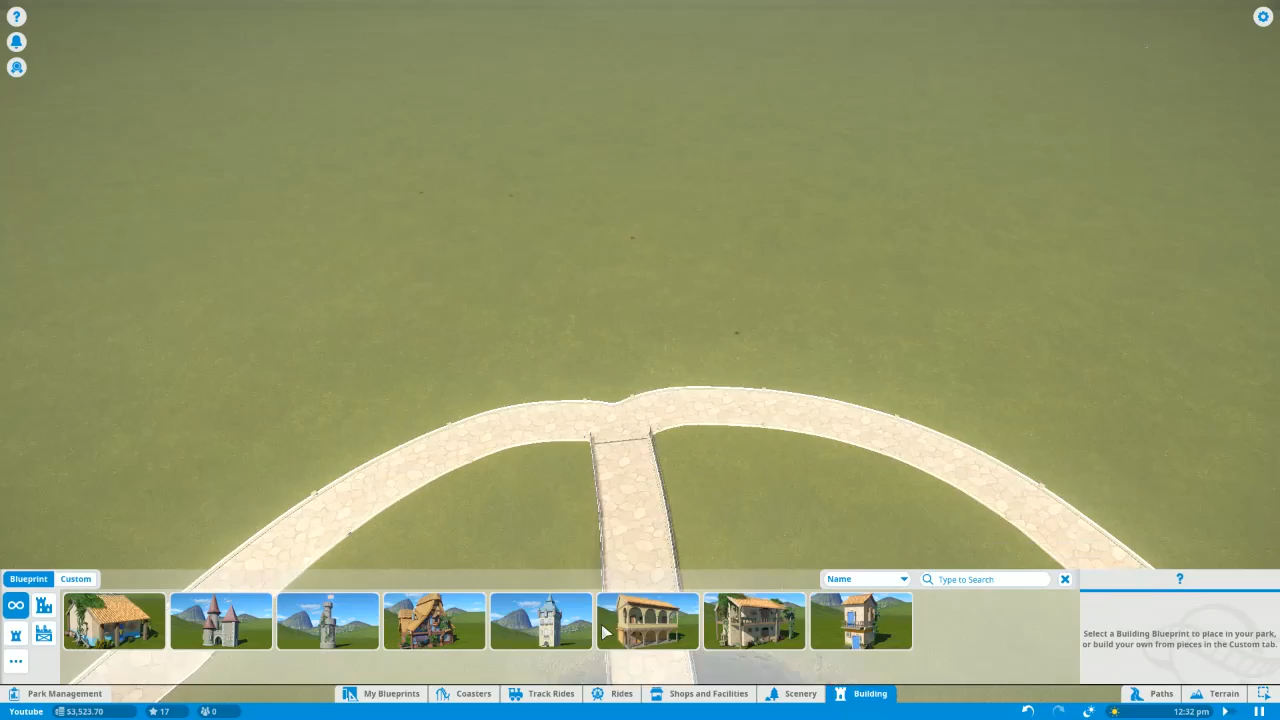 Blueprint Custom Name Type to Search
Select a Building Blueprint to place in your park,
or build your own from pieces in the Custom tab.
Park Management My Blueprints Coasters Track Rides Rides Shops and Facilities Scenery Building Paths Terrain
Youtube $3,523.70 17 0 12:32 pm